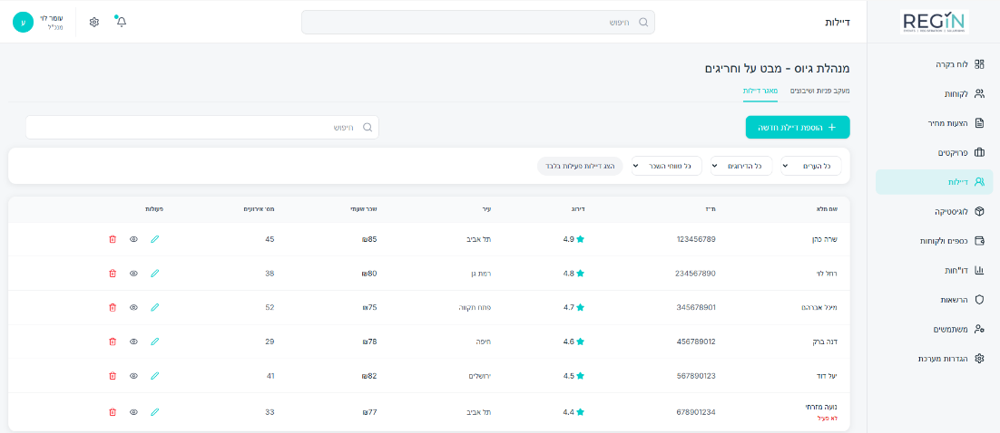 REGiN
EVENTS | REGISTRATION | SOLUTIONS
דיילות
חיפוש
עומר לוי
מנכ"ל
ע
לוח בקרה
לקוחות
הצעות מחיר
פרויקטים
דיילות
לוגיסטיקה
כספים ולקוחות
דו"חות
הרשאות
משתמשים
הגדרות מערכת
מנהלת גיוס - מבט על וחריגים
מעקב פניות ושיבוצים מאגר דיילות
+ הוספת דיילת חדשה
חיפוש
כל הערים כל הדירוגים כל טווחי השכר הצג דיילות פעילות בלבד
שם מלא ת"ז דירוג עיר שכר שעתי מס׳ אירועים פעולות
שרה כהן 123456789 4.9 תל אביב ₪85 45
רחל לוי 234567890 4.8 רמת גן ₪80 38
מיכל אברהם 345678901 4.7 פתח תקווה ₪75 52
דנה ברק 456789012 4.6 חיפה ₪78 29
יעל דוד 567890123 4.5 ירושלים ₪82 41
נועה מזרחי 678901234 4.4 תל אביב ₪77 33
לא פעיל